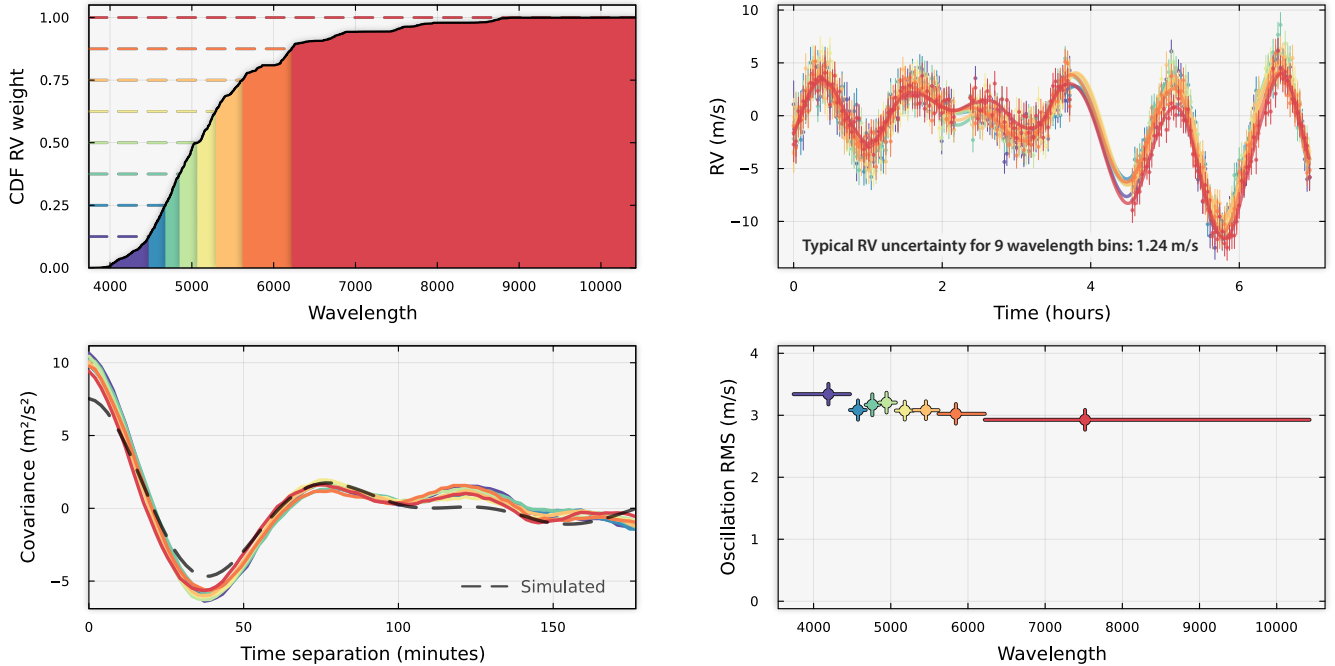 1.00
0.75
0.50
0.25
0.00
CDF RV weight
4000 5000 6000 7000 8000 9000 10000
Wavelength
10
5
0
−5
−10
RV (m/s)
Typical RV uncertainty for 9 wavelength bins: 1.24 m/s
0 2 4 6
Time (hours)
10
5
0
−5
Covariance (m²/s²)
Simulated
0 50 100 150
Time separation (minutes)
4
3
2
1
0
Oscillation RMS (m/s)
4000 5000 6000 7000 8000 9000 10000
Wavelength